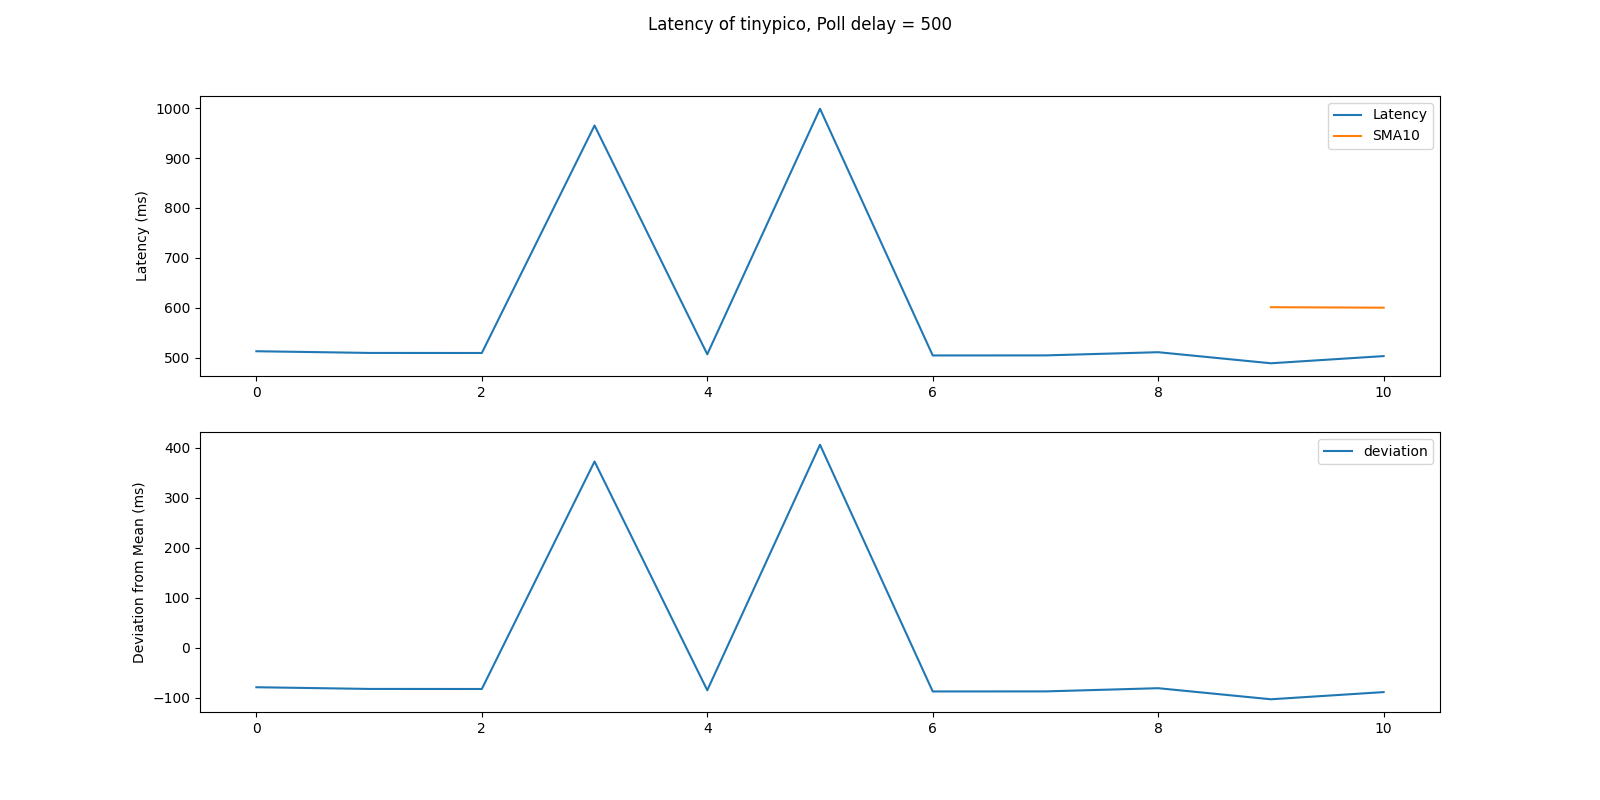 Latency of tinypico, Poll delay = 500
1000
900
800
700
600
500
Latency (ms)
Latency
SMA10
0 2 4 6 8 10
400
300
200
100
0
−100
Deviation from Mean (ms)
deviation
0 2 4 6 8 10